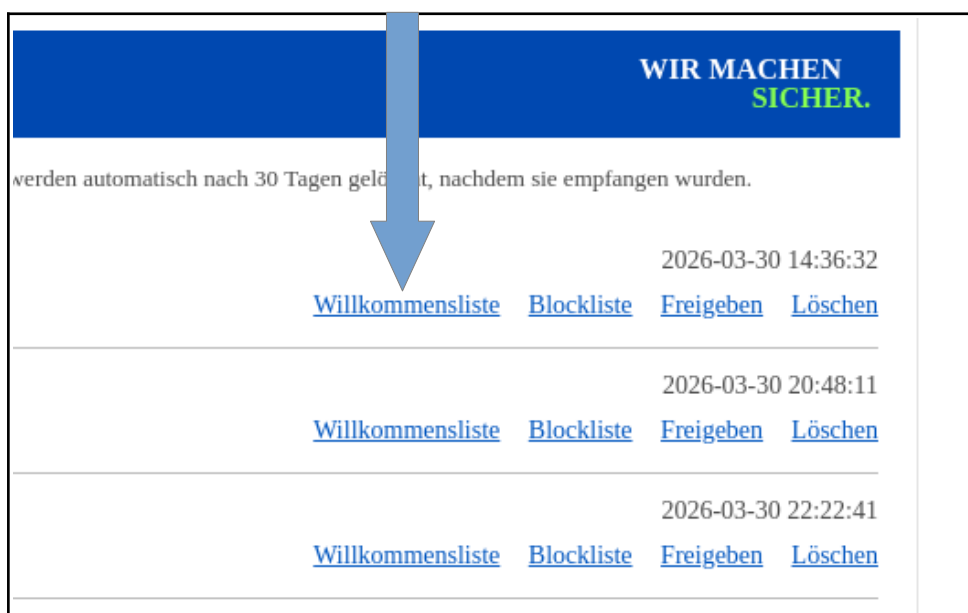 WIR MACHEN
SICHER.
werden automatisch nach 30 Tagen nachdem sie empfangen wurden.
2026-03-30 14:36:32
Willkommensliste Blockliste Freigeben Löschen
2026-03-30 20:48:11
Willkommensliste Blockliste Freigeben Löschen
2026-03-30 22:22:41
Willkommensliste Blockliste Freigeben Löschen